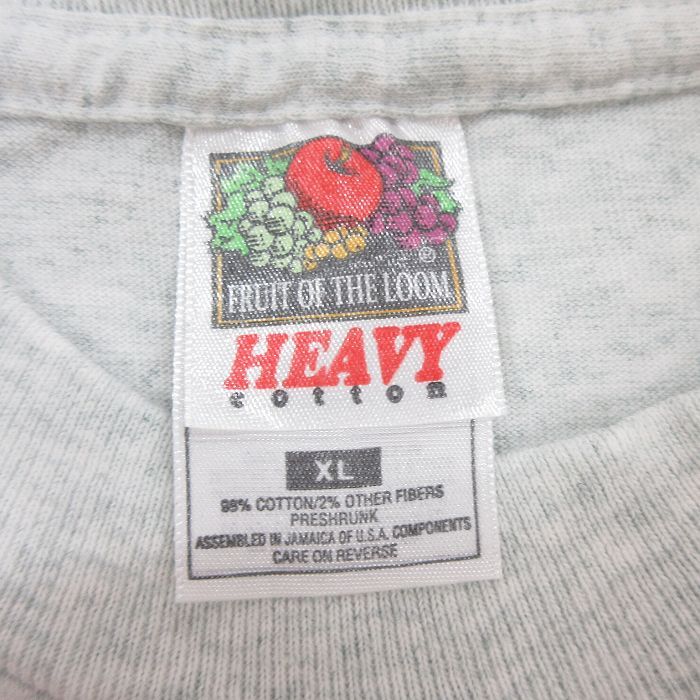 ®
FRUIT OF THE LOOM
HEAVY
cotton
XL
98% COTTON/2% OTHER FIBERS
PRESHRUNK
ASSEMBLED IN JAMAICA OF U.S.A. COMPONENTS
CARE ON REVERSE